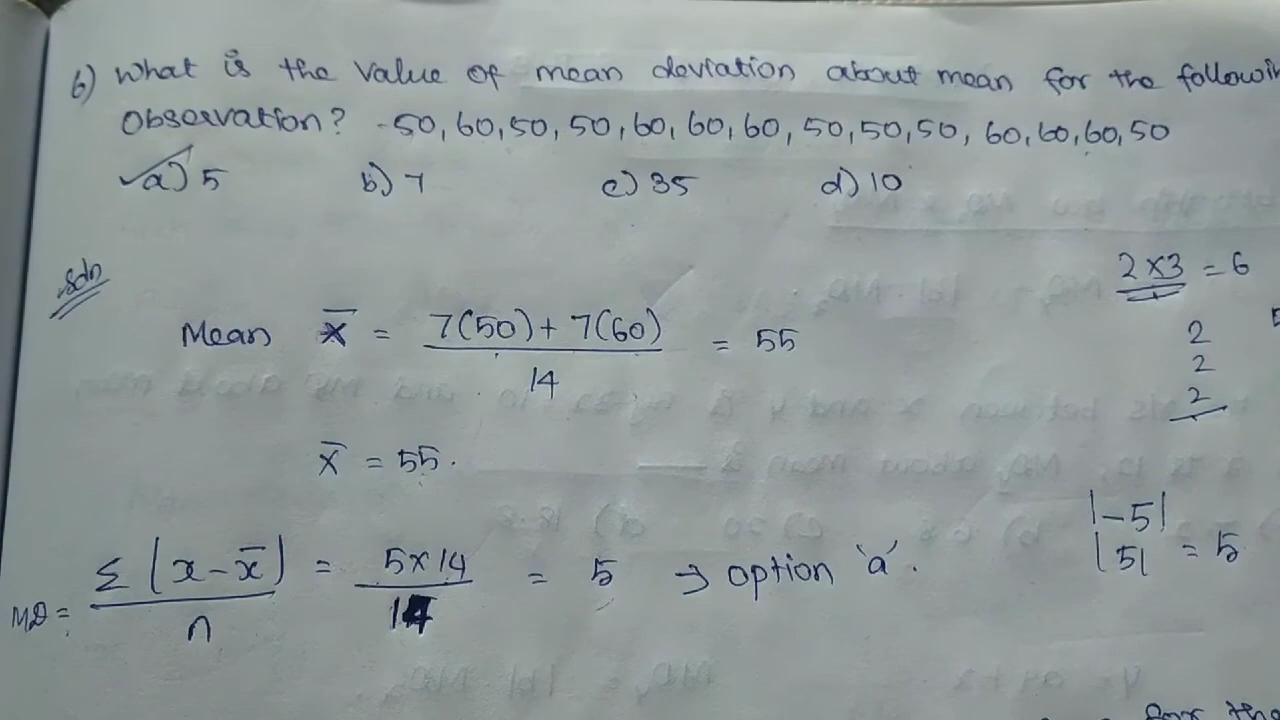 6) What is the Value of mean deviation about mean for the
Observation? 50, 60, 50, 50, 60, 60, 60, 50, 50, 50, 60, 60, 60, 50
✓a) 5 b) 7 c) 35 d) 10
Soln
2 × 3 = 6
Mean x̄ = 7(50) + 7(60) / 14 = 55
2
2
2
x̄ = 55.
|-5|
|5| = 5
MD = Σ |x - x̄| / n = 5 × 14 / 14 = 5 → option 'a'.
for the